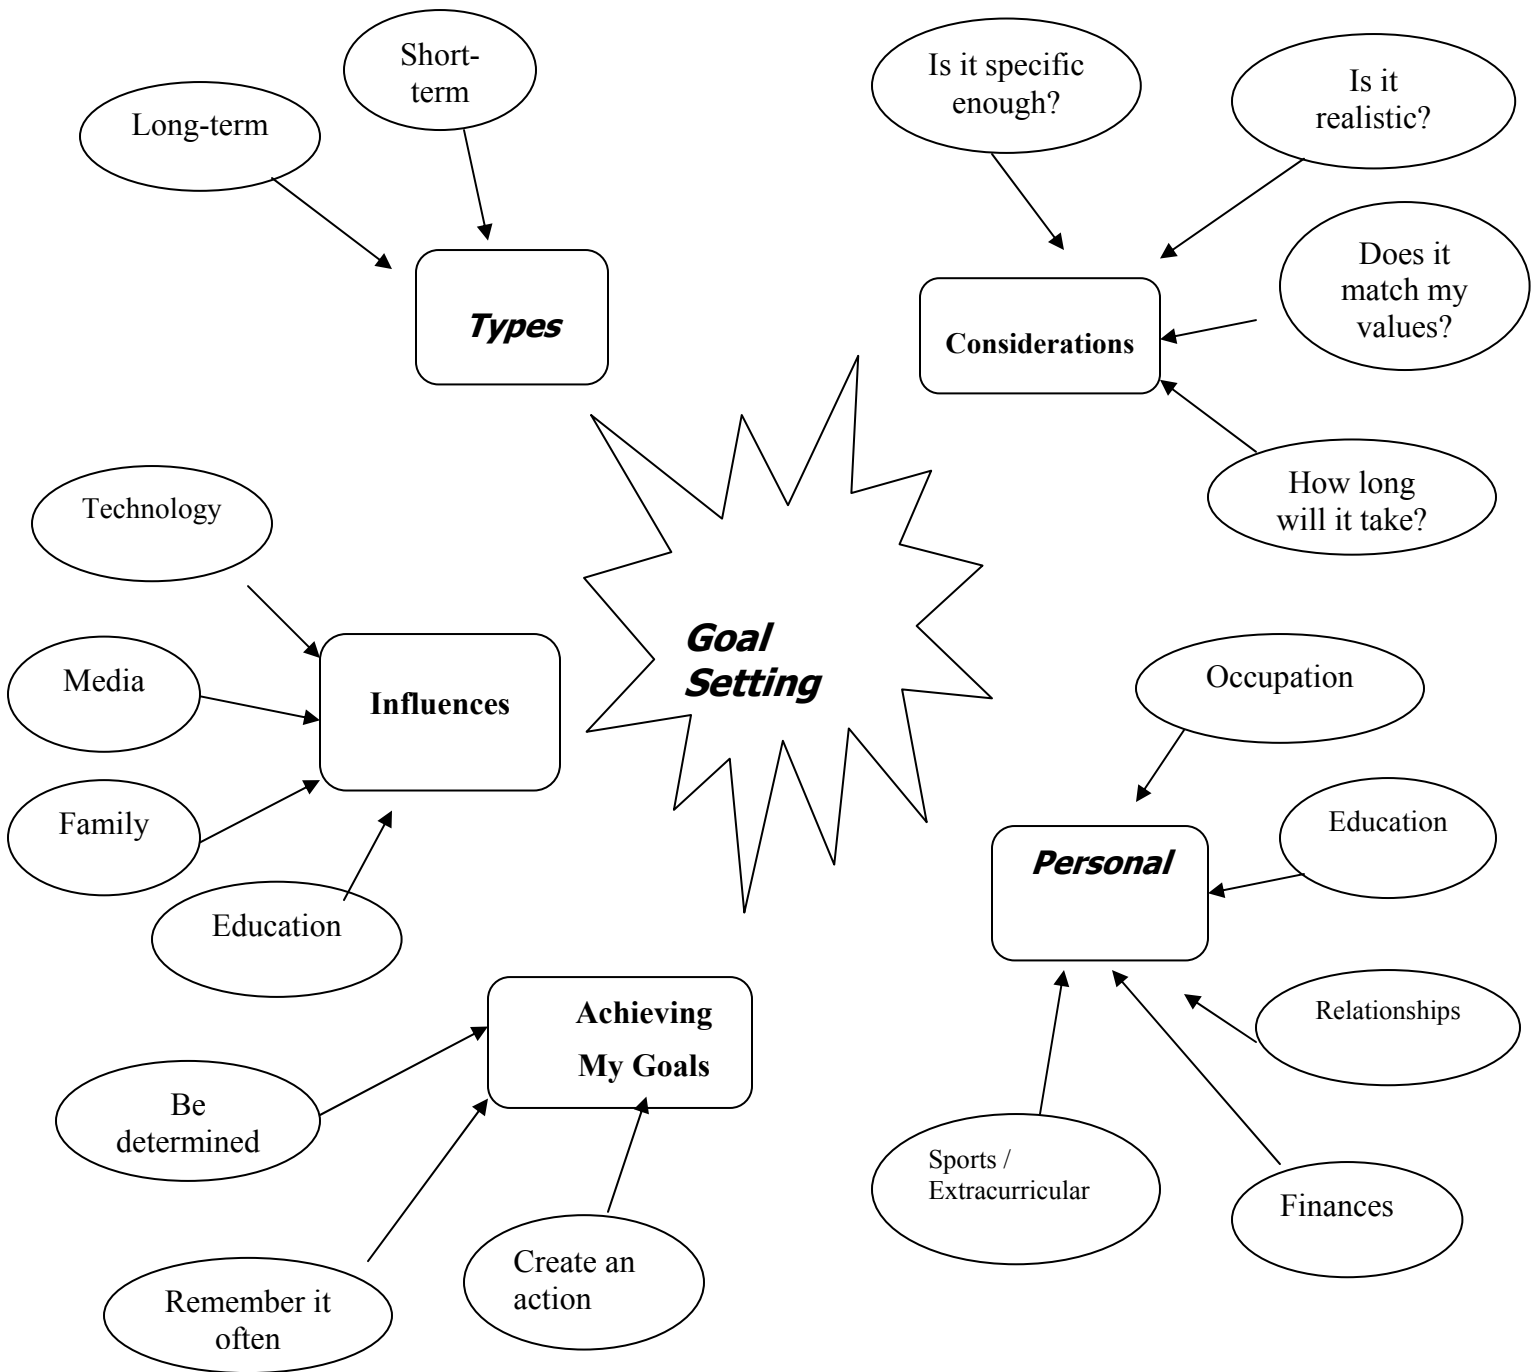 Short-
term
Long-term
Types
Is it specific
enough?
Is it
realistic?
Does it
match my
values?
Considerations
How long
will it take?
Technology
Media
Influences
Family
Education
Goal
Setting
Occupation
Education
Personal
Relationships
Sports /
Extracurricular
Finances
Achieving
My Goals
Be
determined
Remember it
often
Create an
action